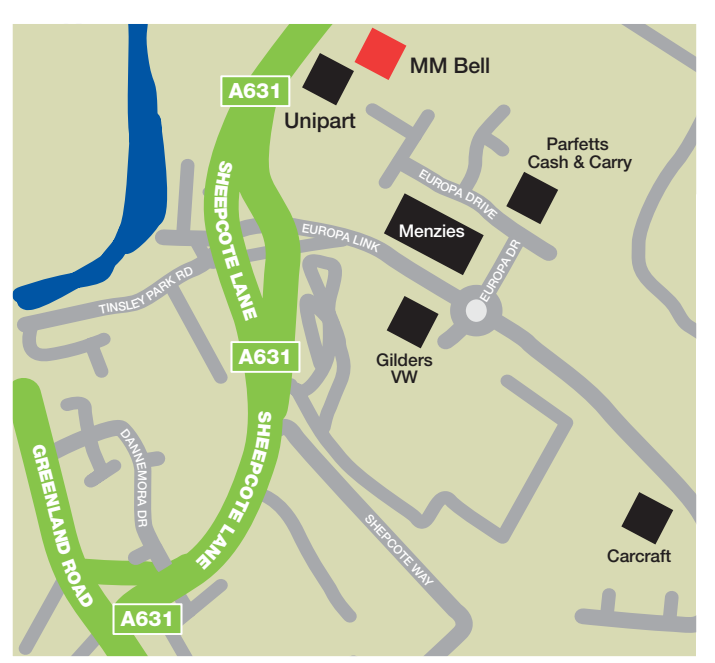 MM Bell
A631
Unipart
Parfetts
Cash & Carry
SHEEPCOTE LANE
EUROPA DRIVE
Menzies
EUROPA LINK
EUROPA DR
TINSLEY PARK RD
A631
Gilders
VW
GREENLAND ROAD
DANNEMORA DR
SHEEPCOTE LANE
SHEPCOTE WAY
Carcraft
A631